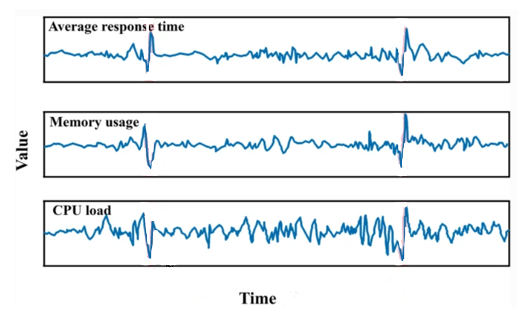 Average response time
Memory usage
Value
CPU load
Time